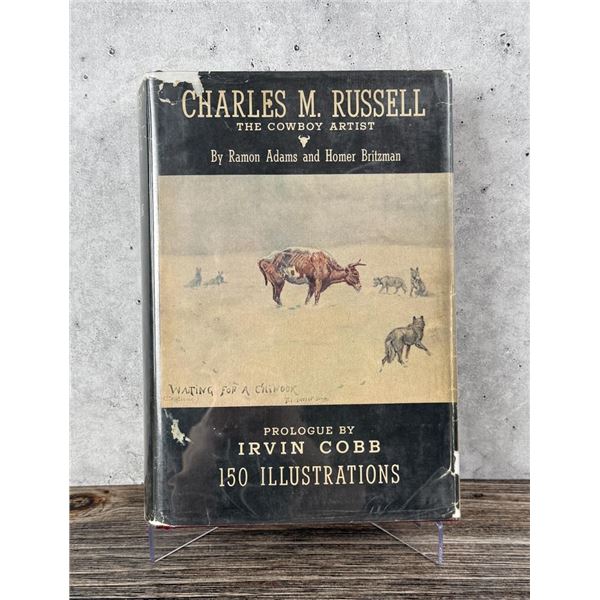 CHARLES M. RUSSELL
THE COWBOY ARTIST
By Ramon Adams and Homer Britzman
WAITING FOR A CHINOOK
PROLOGUE BY
IRVIN COBB
150 ILLUSTRATIONS